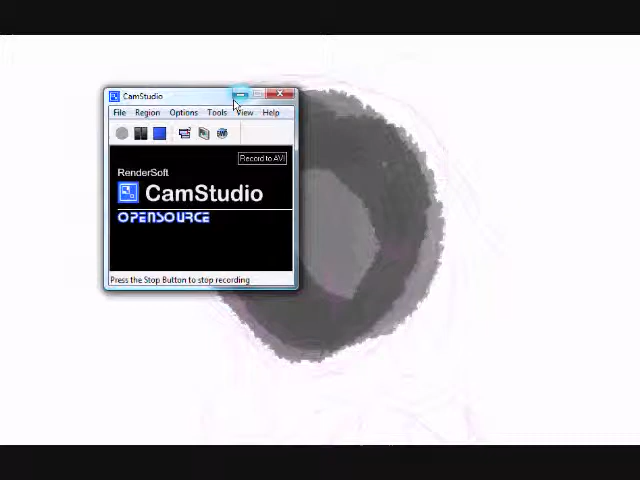 CamStudio
File Region Options Tools View Help
Record to AVI
RenderSoft
CamStudio
OPENSOURCE
Press the Stop Button to stop recording